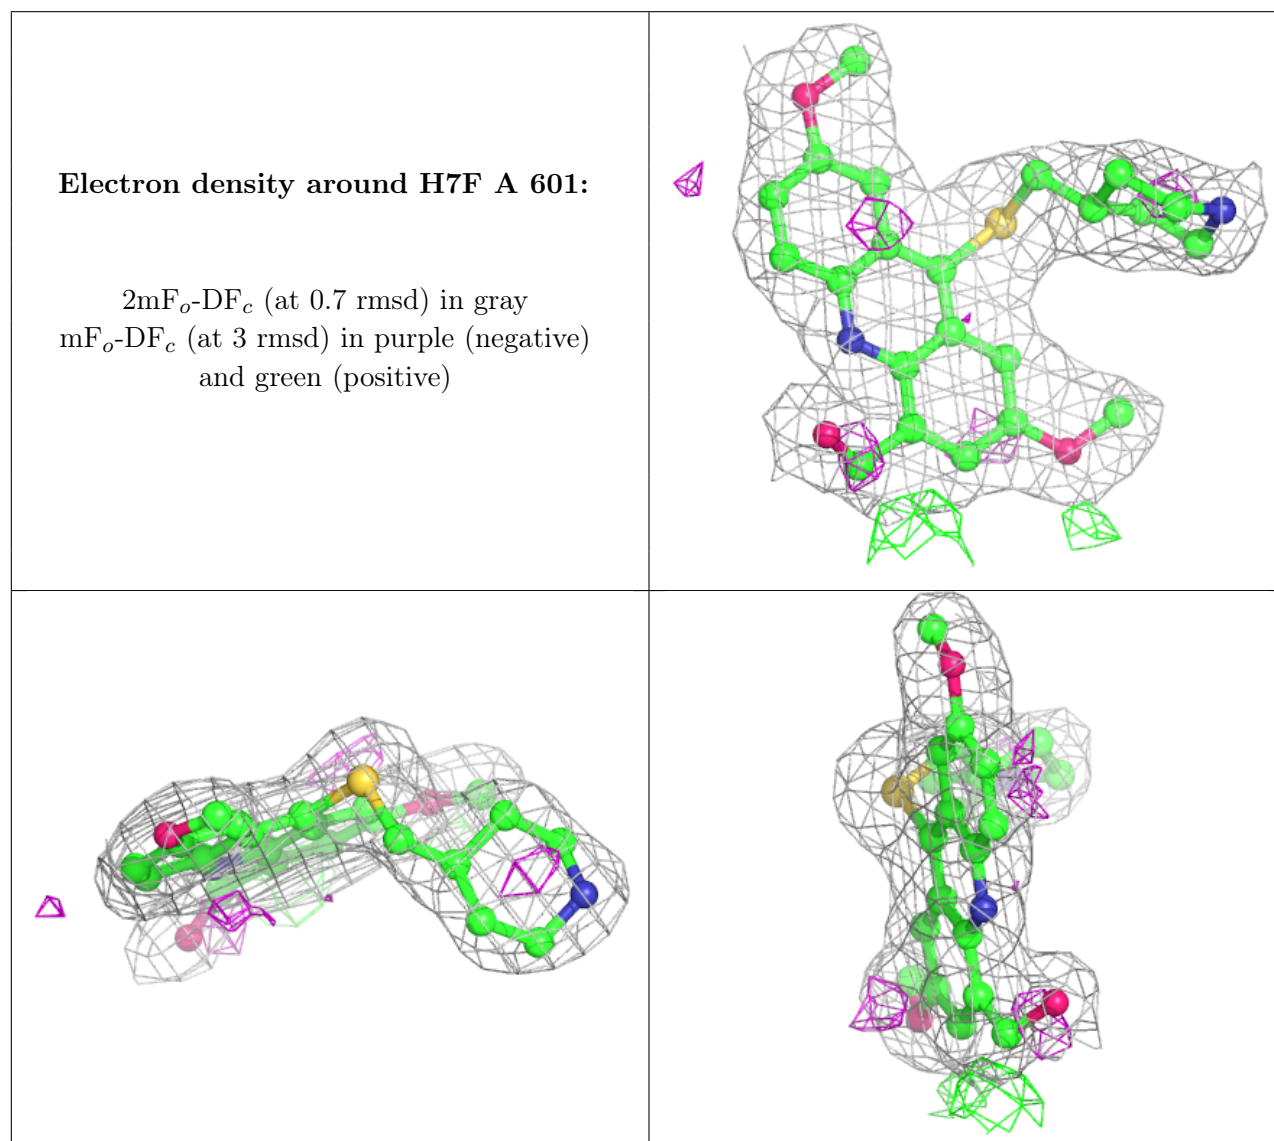 Electron density around H7F A 601:
2mFₒ-DF𝒸 (at 0.7 rmsd) in gray
mFₒ-DF𝒸 (at 3 rmsd) in purple (negative)
and green (positive)